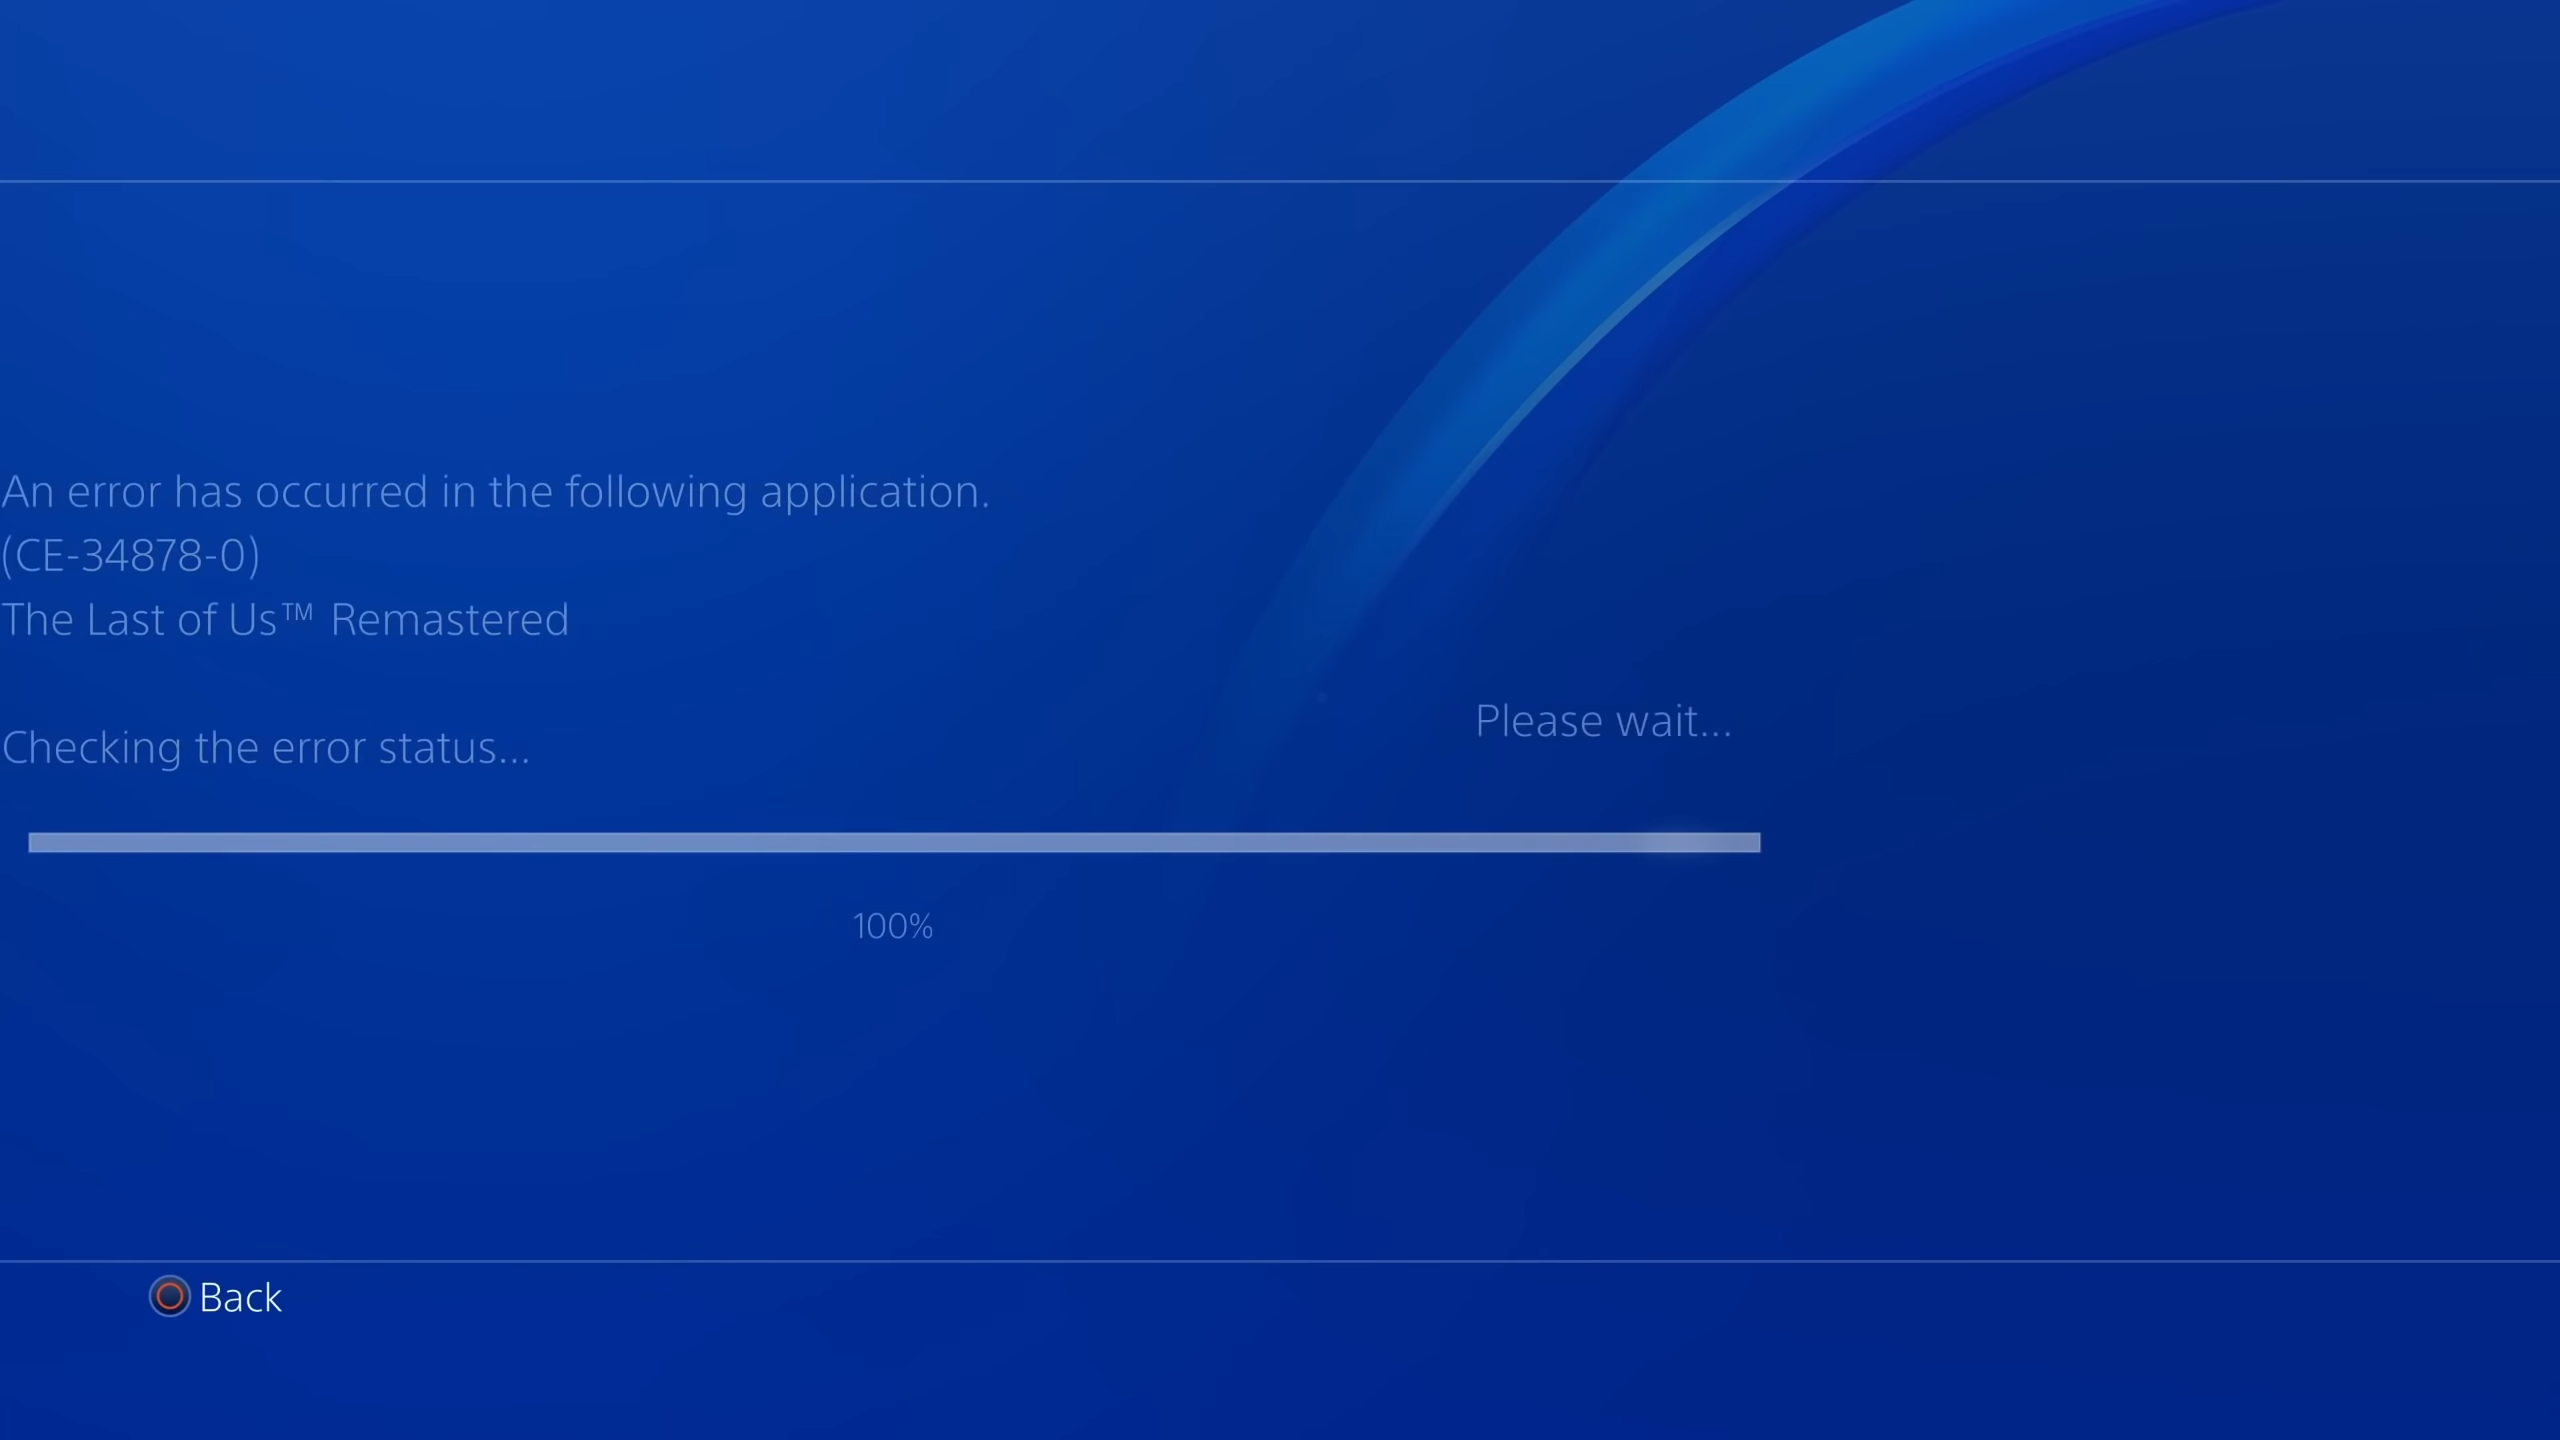 An error has occurred in the following application.
(CE-34878-0)
The Last of Us™ Remastered
Please wait...
Checking the error status...
100%
Back